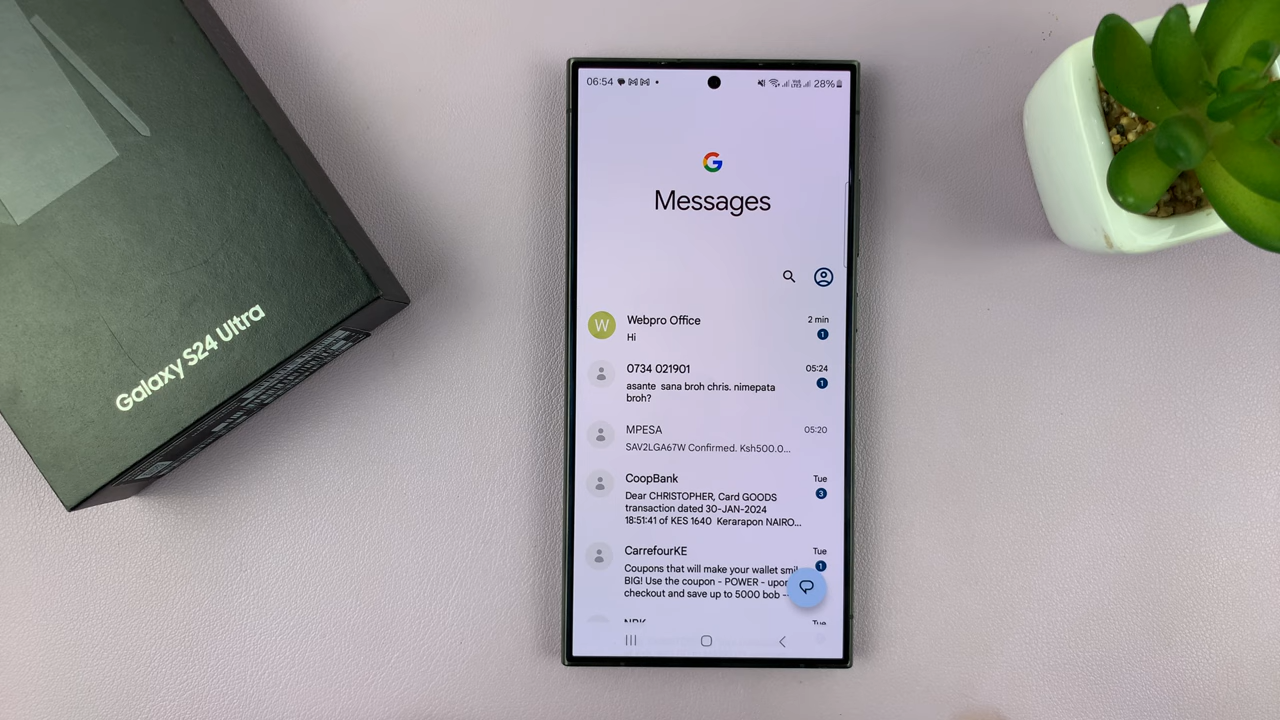 Galaxy S24 Ultra
06:54
28%
G
Messages
W
Webpro Office
2 min
Hi
1
0734 021901
05:24
asante sana broh chris. nimepata
1
broh?
MPESA
05:20
SAV2LGA67W Confirmed. Ksh500.0...
CoopBank
Tue
Dear CHRISTOPHER, Card GOODS
3
transaction dated 30-JAN-2024
18:51:41 of KES 1640 Kerarapon NAIRO...
CarrefourKE
Tue
Coupons that will make your wallet smil
1
BIG! Use the coupon - POWER - upon
checkout and save up to 5000 bob -
NBK
Tue